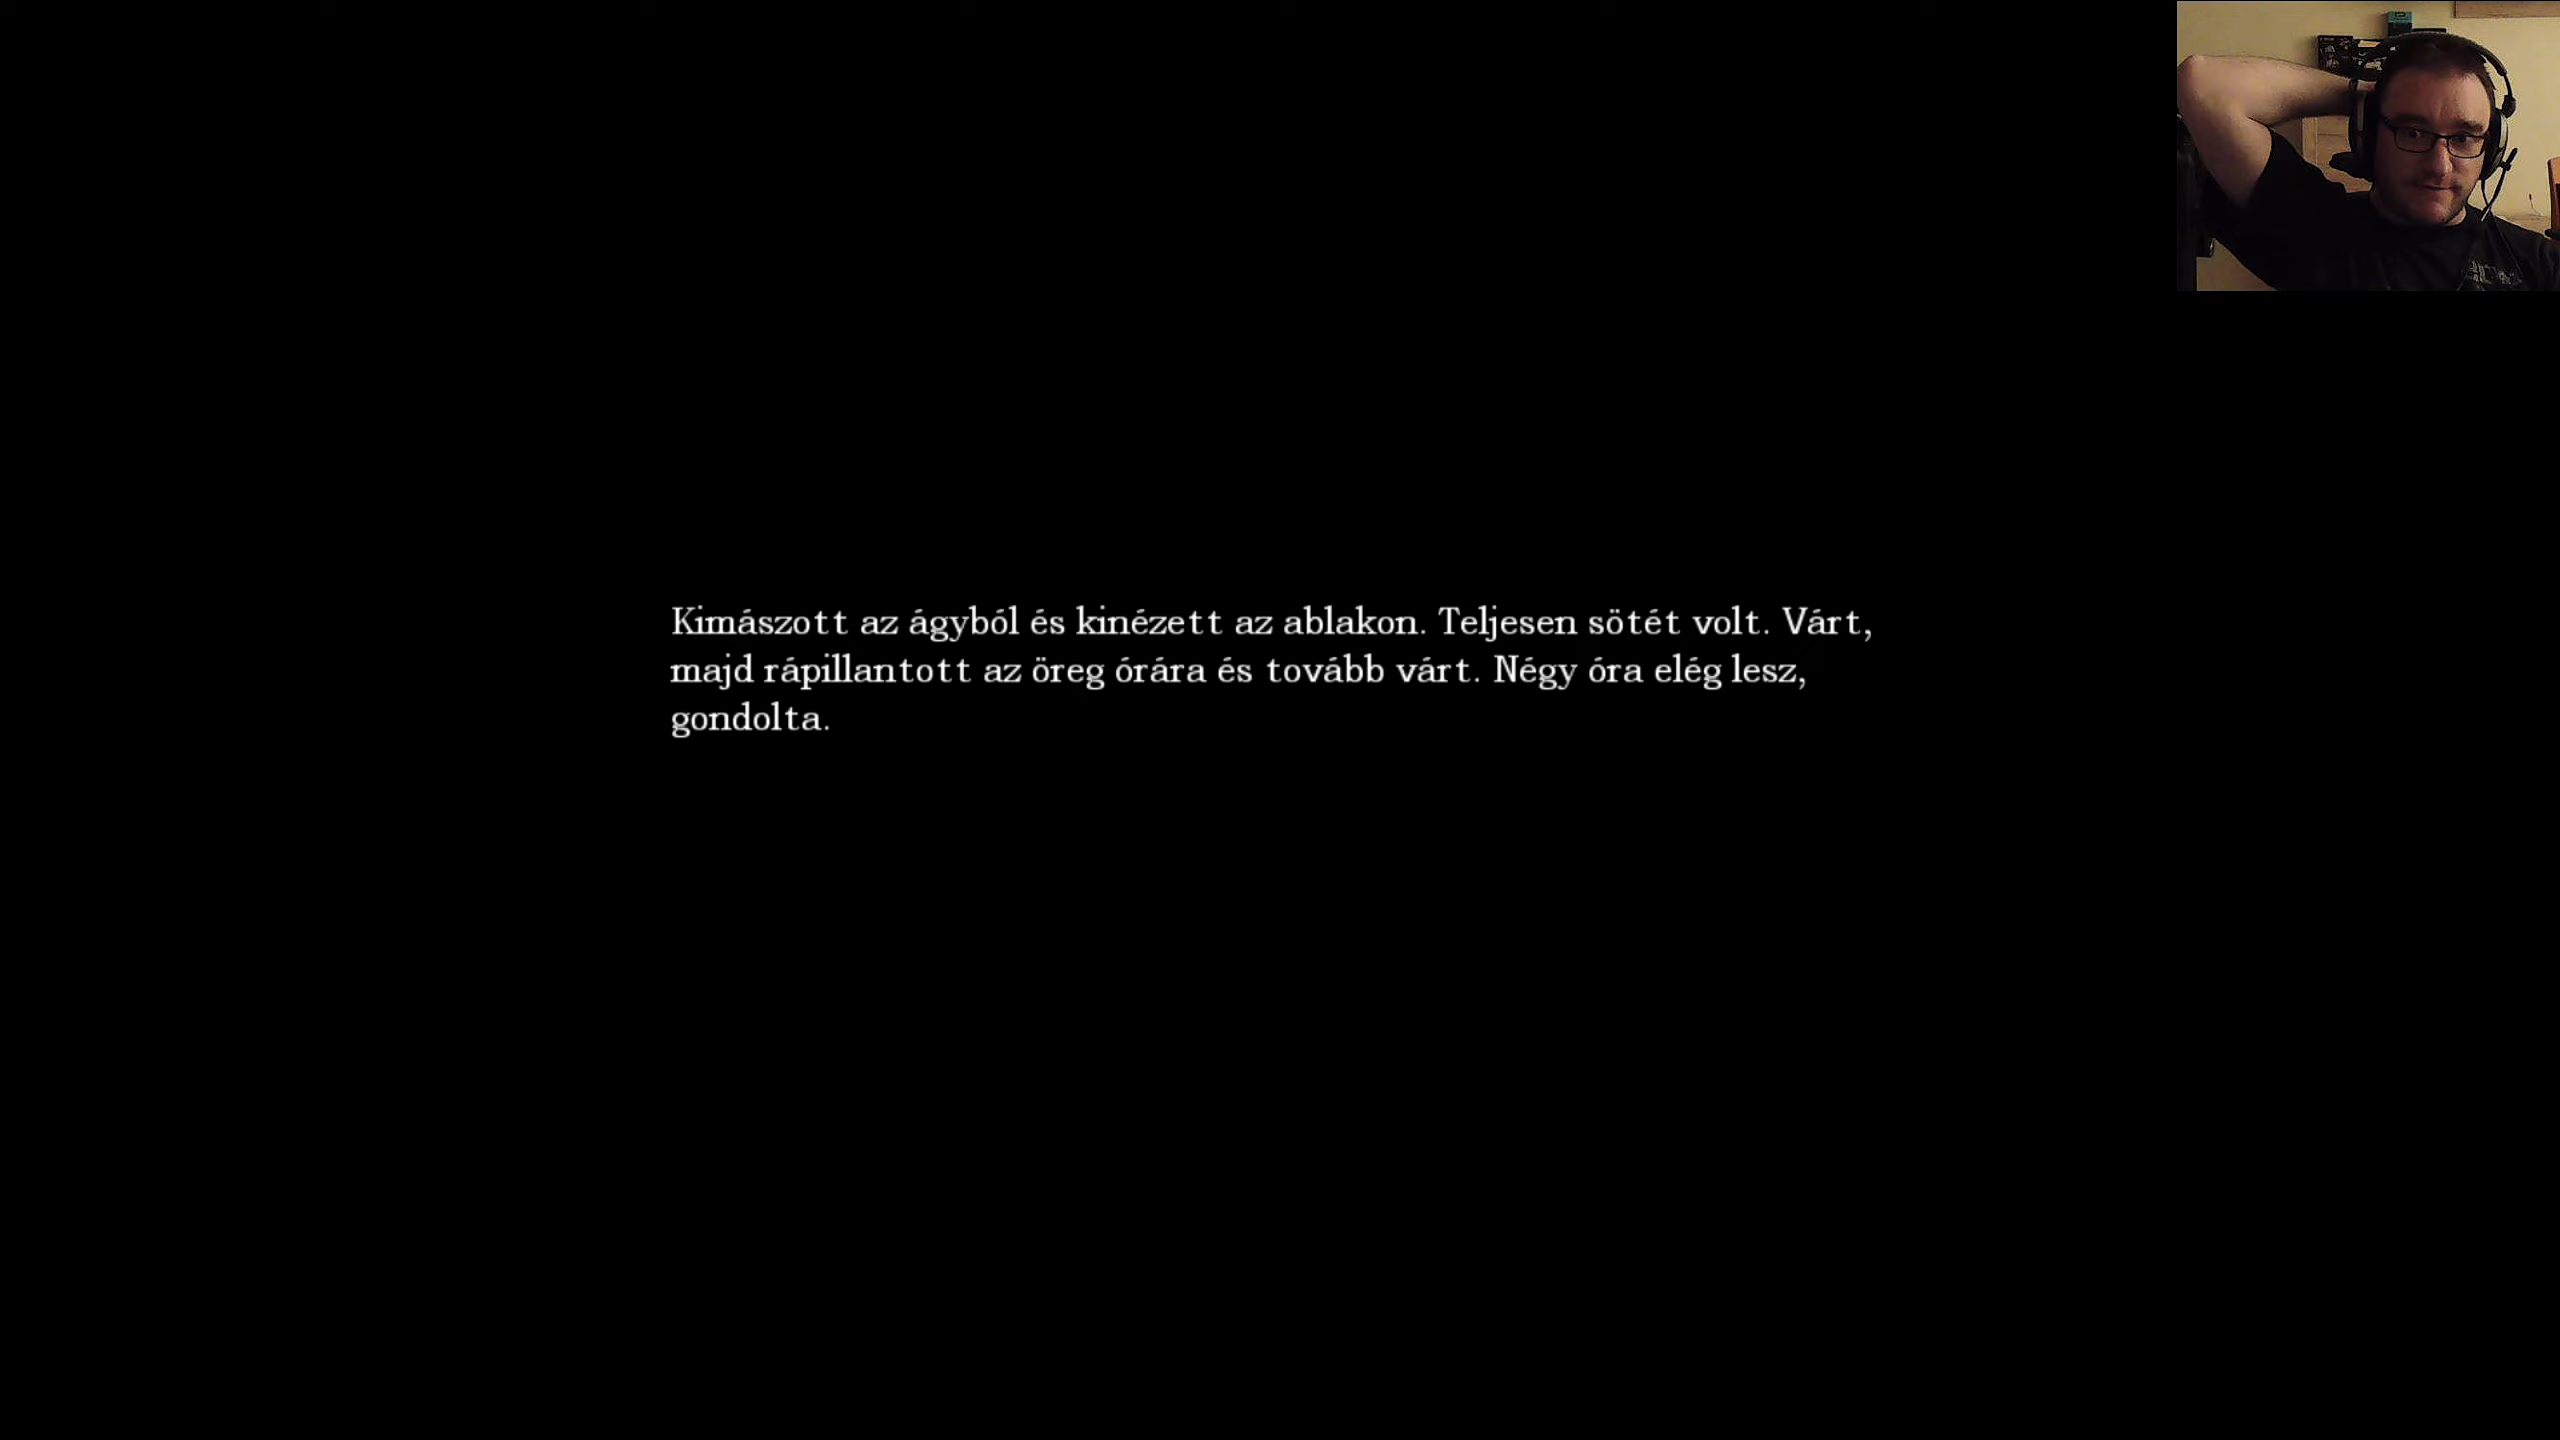 Kimászott az ágyból és kinézett az ablakon. Teljesen sötét volt. Várt,
majd rápillantott az öreg órára és tovább várt. Négy óra elég lesz,
gondolta.